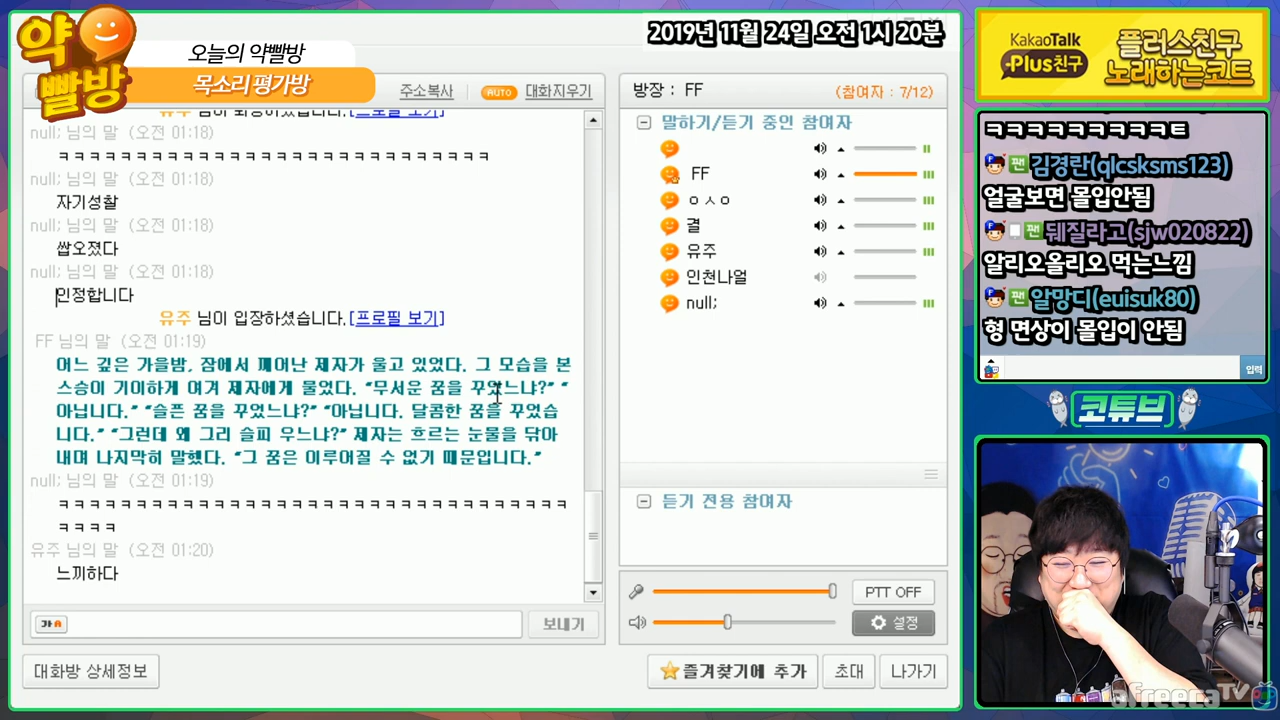 약빨방
오늘의 약빨방
목소리 평가방
2019년 11월 24일 오전 1시 20분
주소복사
AUTO 대화지우기
null; 님의 말 (오전 01:18)
ㅋㅋㅋㅋㅋㅋㅋㅋㅋㅋㅋㅋㅋㅋㅋㅋㅋㅋㅋㅋㅋㅋㅋㅋ
null; 님의 말 (오전 01:18)
자기성찰
null; 님의 말 (오전 01:18)
쌉오졌다
null; 님의 말 (오전 01:18)
인정합니다
유주 님이 입장하셨습니다.[프로필 보기]
FF 님의 말 (오전 01:19)
어느 깊은 가을밤, 잠에서 깨어난 제자가 울고 있었다. 그 모습을 본
스승이 기이하게 여겨 제자에게 물었다. “무서운 꿈을 꾸었느냐?” “
아닙니다.” “슬픈 꿈을 꾸었느냐?” “아닙니다. 달콤한 꿈을 꾸었습
니다.” “그런데 왜 그리 슬피 우느냐?” 제자는 흐르는 눈물을 닦아
내며 나지막히 말했다. “그 꿈은 이루어질 수 없기 때문입니다.”
null; 님의 말 (오전 01:19)
ㅋㅋㅋㅋㅋㅋㅋㅋㅋㅋㅋㅋㅋㅋㅋㅋㅋㅋㅋㅋㅋㅋㅋㅋㅋㅋㅋㅋ
ㅋㅋㅋㅋ
유주 님의 말 (오전 01:20)
느끼하다
가
보내기
대화방 상세정보
방장 : FF
(참여자 : 7/12)
말하기/듣기 중인 참여자
FF
ㅇㅅㅇ
결
유주
인천나얼
null;
듣기 전용 참여자
PTT OFF
설정
즐겨찾기에 추가
초대
나가기
KakaoTalk
Plus친구
플러스친구
노래하는코트
ㅋㅋㅋㅋㅋㅋㅋㅋㅋㅌ
팬 김경란(qlcsksms123)
얼굴보면 몰입안됨
팬 뒈질라고(sjw020822)
알리오올리오 먹는느낌
팬 알망디(euisuk80)
형 면상이 몰입이 안됨
입력
코튜브
afreecaTV